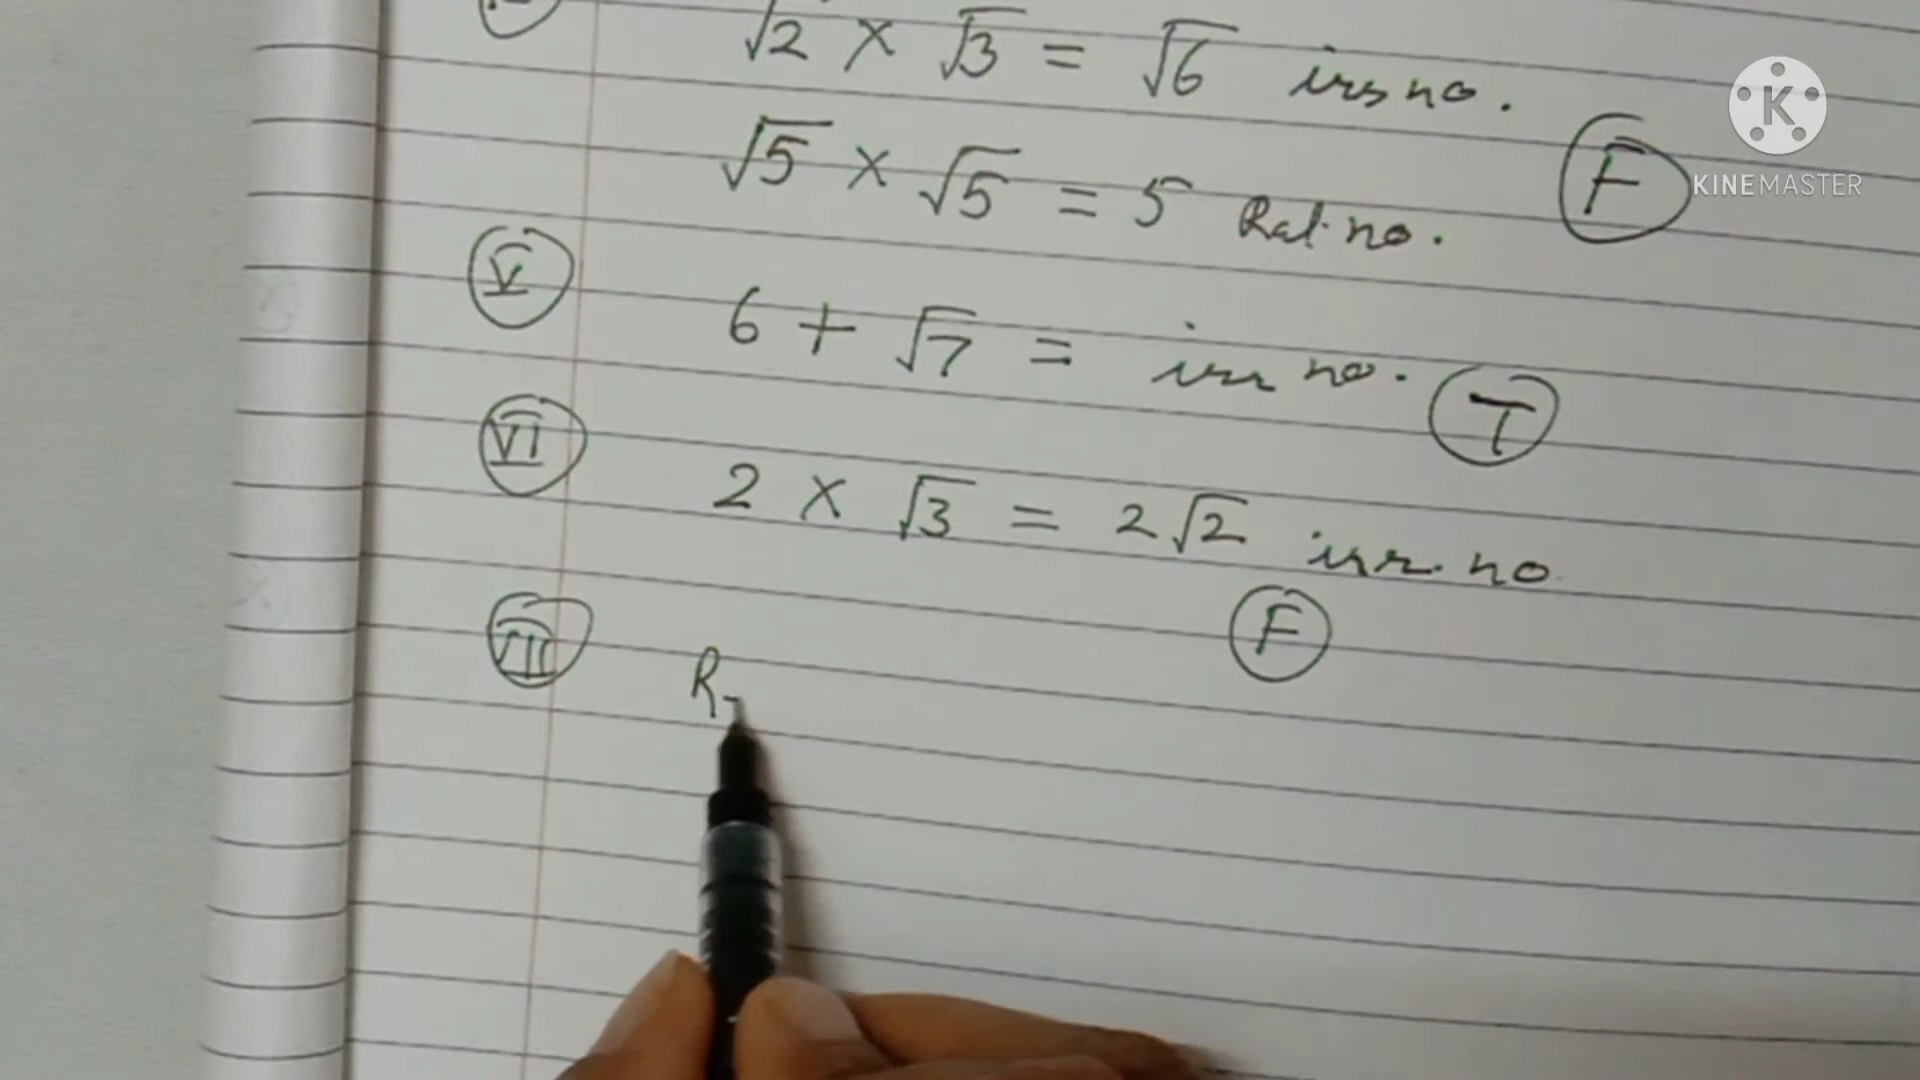 √2 × √3 = √6 irr no.
√5 × √5 = 5 Rat. no. F
K
KINEMASTER
V 6 + √7 = irr no. T
VI 2 × √3 = 2√2 irr. no
F
VII R